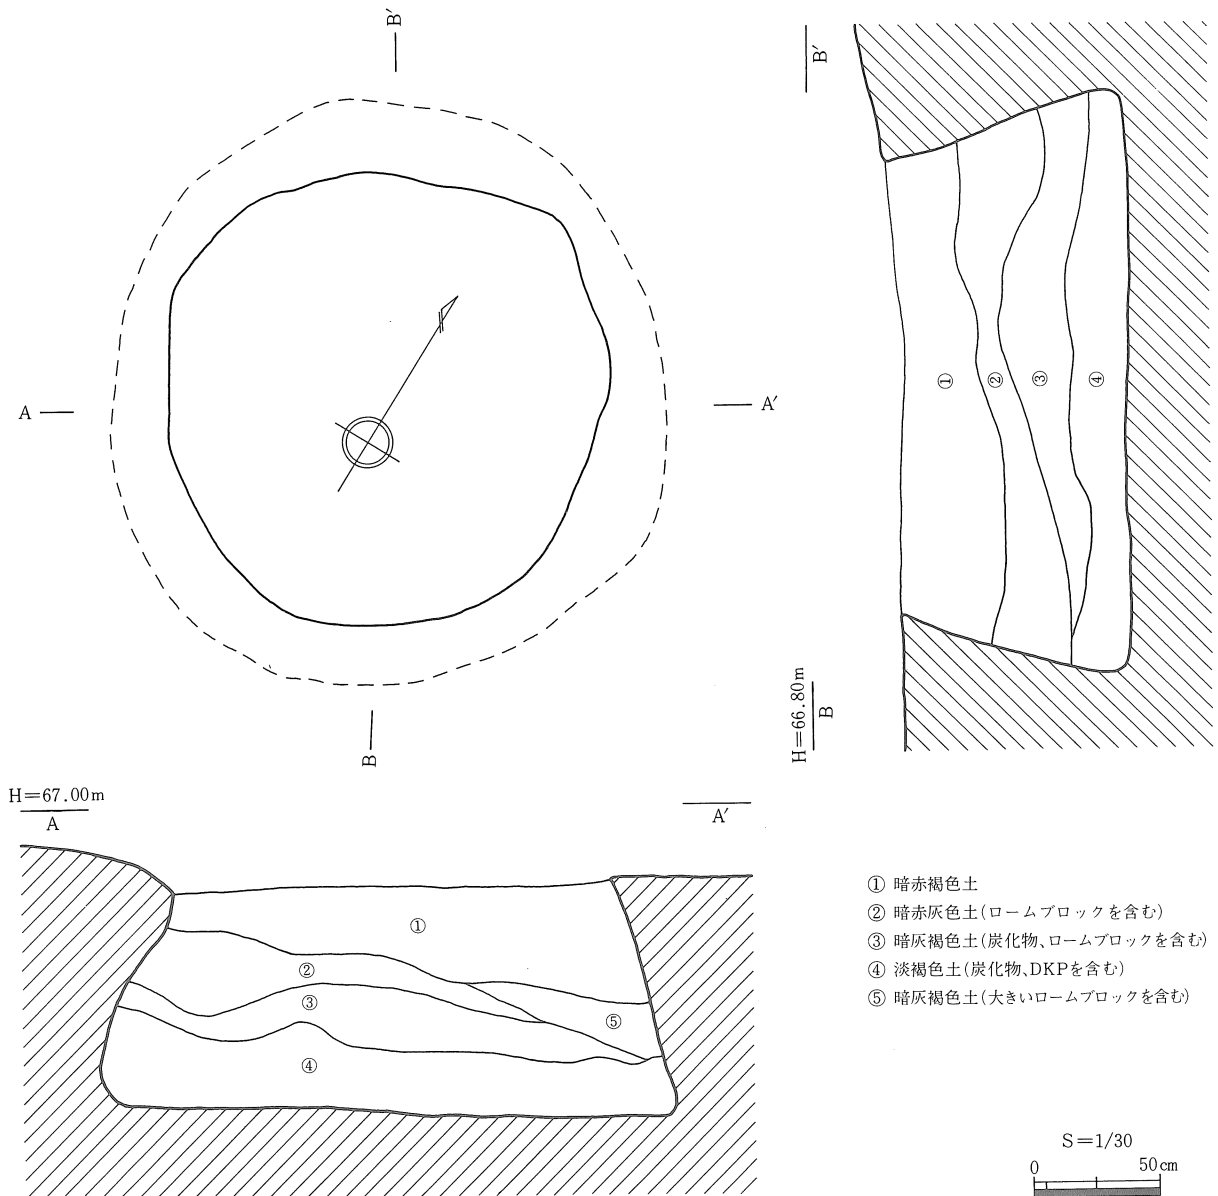 B′
A
A′
B
B′
①
②
③
④
H=66.80m
B
H=67.00m
A
A′
①
②
③
④
⑤
① 暗赤褐色土
② 暗赤灰色土(ロームブロックを含む)
③ 暗灰褐色土(炭化物、ロームブロックを含む)
④ 淡褐色土(炭化物、DKPを含む)
⑤ 暗灰褐色土(大きいロームブロックを含む)
S=1/30
0 50cm